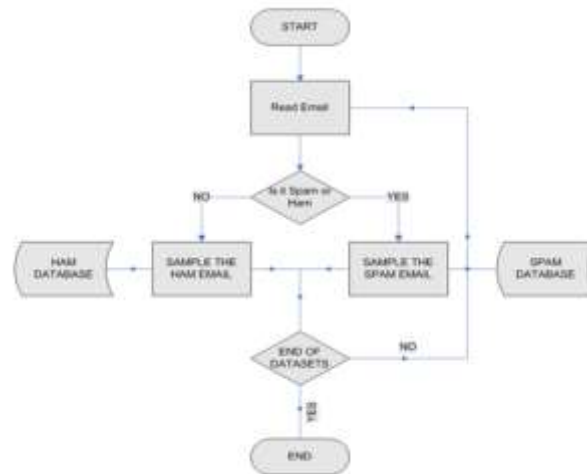 START
Read Email
Is it Spam or
Ham
NO
YES
HAM
DATABASE
SAMPLE THE
HAM EMAIL
SAMPLE THE
SPAM EMAIL
SPAM
DATABASE
END OF
DATASETS
NO
YES
END